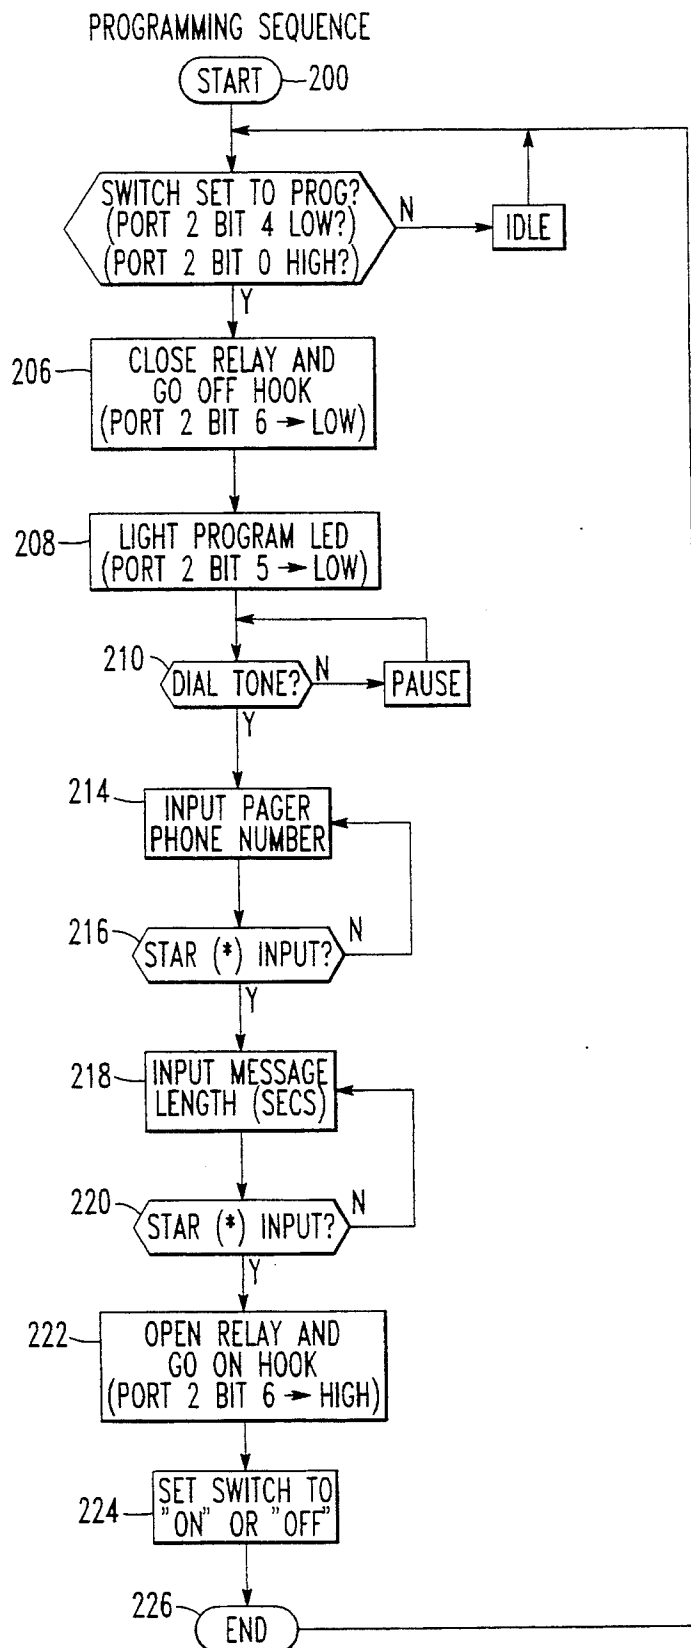 PROGRAMMING SEQUENCE
START
200
SWITCH SET TO PROG?
(PORT 2 BIT 4 LOW?)
(PORT 2 BIT 0 HIGH?)
N
IDLE
Y
206
CLOSE RELAY AND
GO OFF HOOK
(PORT 2 BIT 6 → LOW)
208
LIGHT PROGRAM LED
(PORT 2 BIT 5 → LOW)
210
DIAL TONE?
N
PAUSE
Y
214
INPUT PAGER
PHONE NUMBER
216
STAR (*) INPUT?
N
Y
218
INPUT MESSAGE
LENGTH (SECS)
220
STAR (*) INPUT?
N
Y
222
OPEN RELAY AND
GO ON HOOK
(PORT 2 BIT 6 → HIGH)
224
SET SWITCH TO
"ON" OR "OFF"
226
END